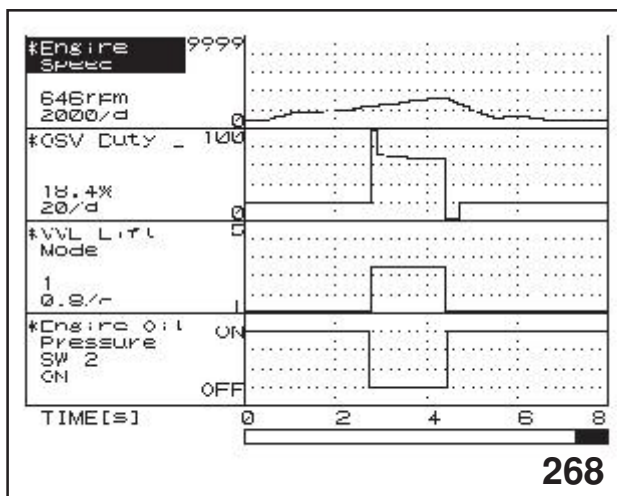 *Engine 9999
Speed
646rpm
2000/d 0
*OSV Duty _ 100
18.4%
20/d 0
*VVL Lift 5
Mode
1
0.8/ 1
*Engine Oil ON
Pressure
SW 2
ON
OFF
TIME[S] 0 2 4 6 8
268